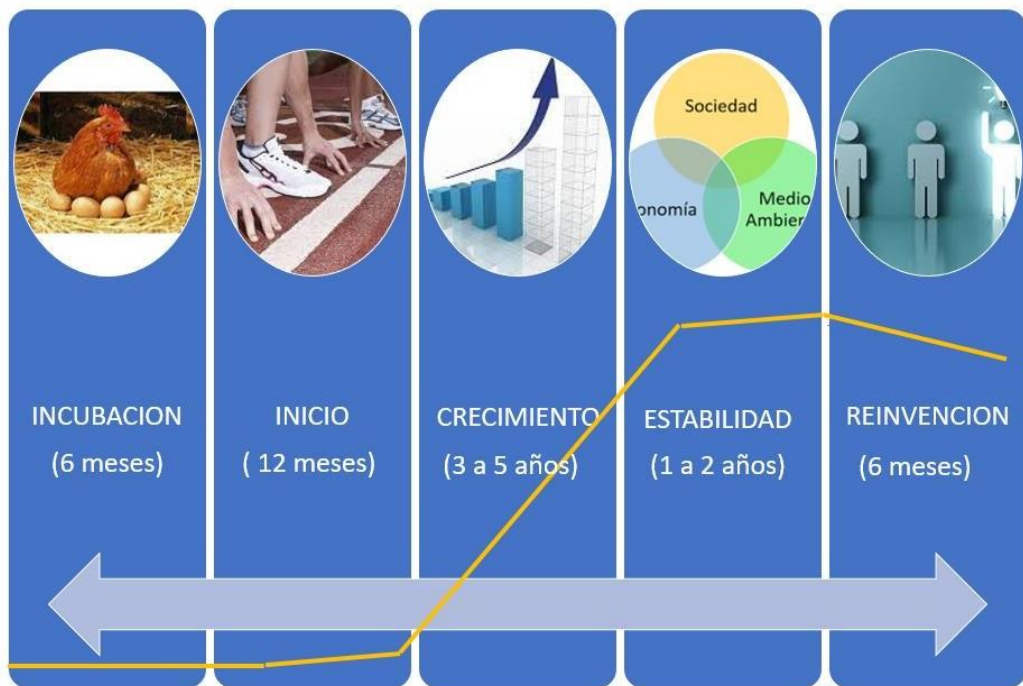 Sociedad
onomía
Medio
Ambien
INCUBACION
(6 meses)
INICIO
( 12 meses)
CRECIMIENTO
(3 a 5 años)
ESTABILIDAD
(1 a 2 años)
REINVENCION
(6 meses)